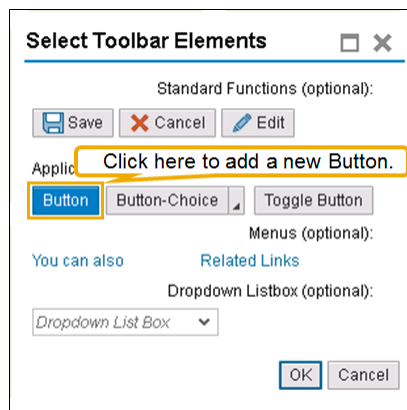 Select Toolbar Elements
Standard Functions (optional):
Save Cancel Edit
Applic
Click here to add a new Button.
Button Button-Choice Toggle Button
Menus (optional):
You can also Related Links
Dropdown Listbox (optional):
Dropdown List Box
OK Cancel